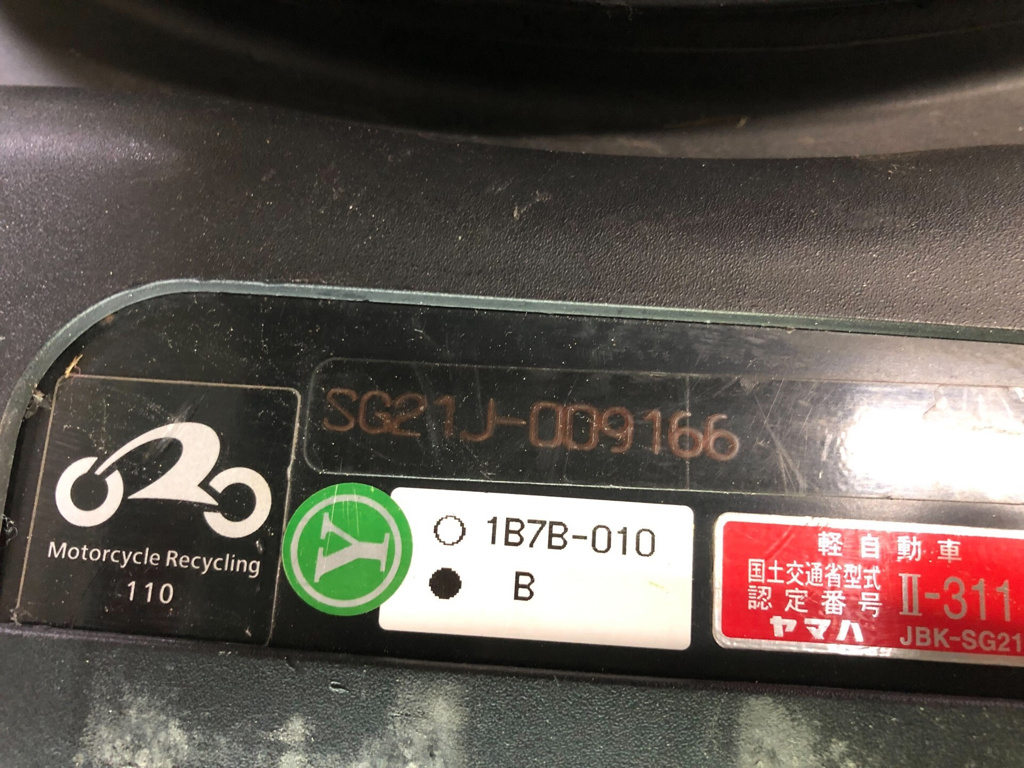 SG21J-009166
Motorcycle Recycling
110
Y
1B7B-010
B
軽自動車
国土交通省型式
認定番号
II-311
ヤマハ
JBK-SG21